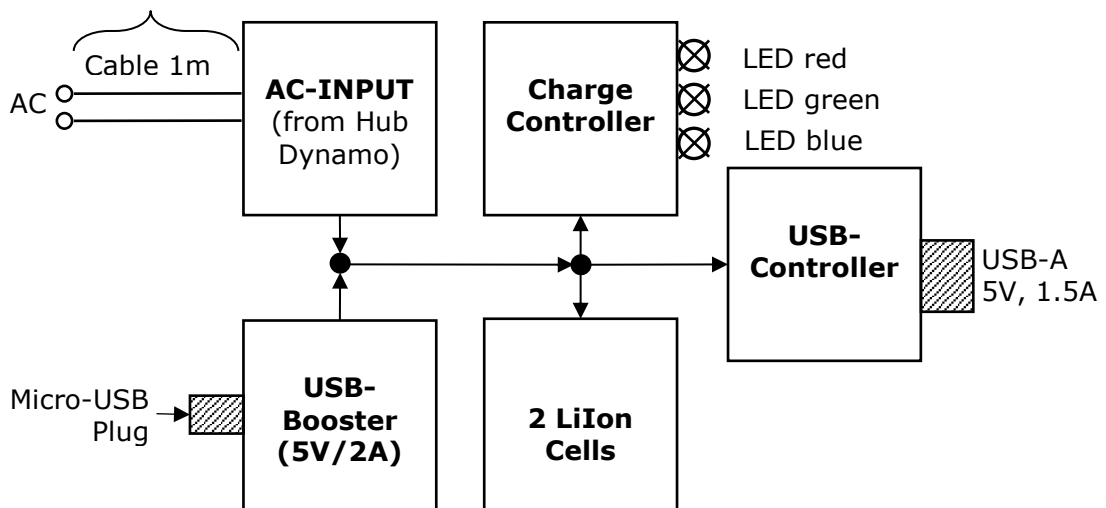 Cable 1m
AC
AC-INPUT
(from Hub
Dynamo)
Charge
Controller
LED red
LED green
LED blue
USB-
Controller
USB-A
5V, 1.5A
Micro-USB
Plug
USB-
Booster
(5V/2A)
2 LiIon
Cells